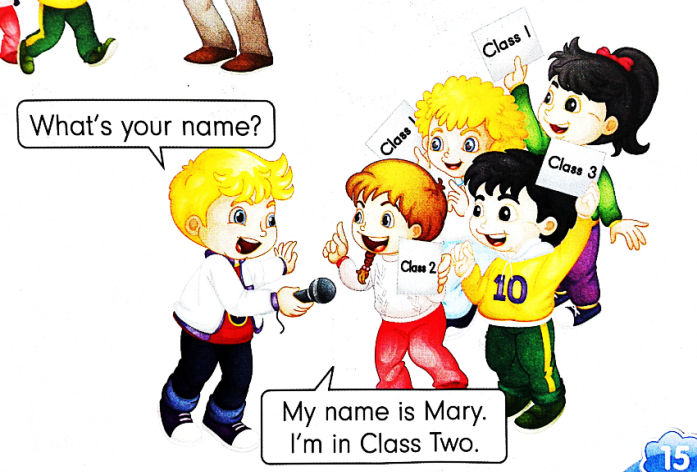 Class 1
What's your name?
Class 1
Class 3
Class 2
10
My name is Mary.
I'm in Class Two.
15